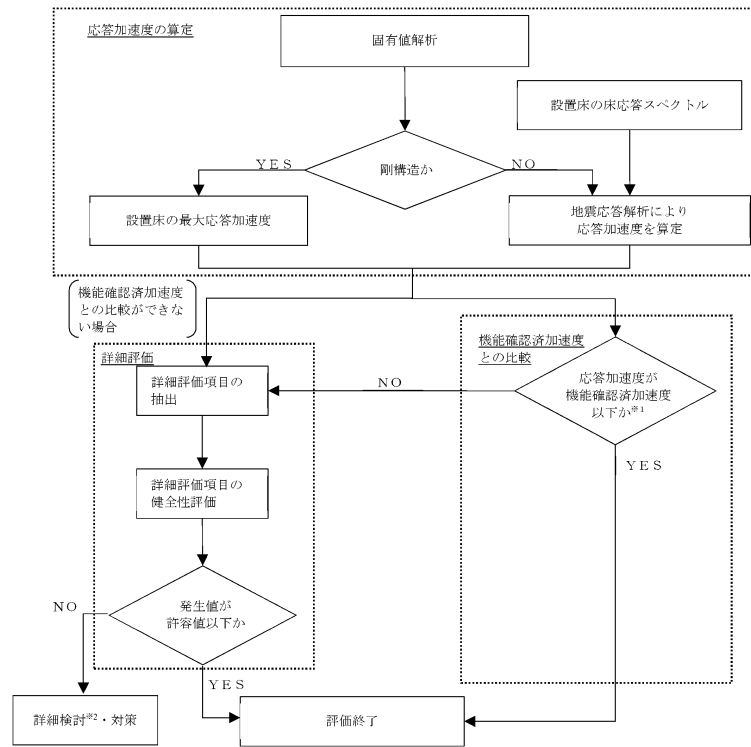 応答加速度の算定
固有値解析
設置床の床応答スペクトル
YES
剛構造か
NO
設置床の最大応答加速度
地震応答解析により
応答加速度を算定
機能確認済加速度
との比較ができな
い場合
機能確認済加速度
との比較
詳細評価
詳細評価項目の
抽出
NO
応答加速度が
機能確認済加速度
以下か※1
YES
詳細評価項目の
健全性評価
発生値が
許容値以下か
NO
YES
詳細検討※2・対策
評価終了